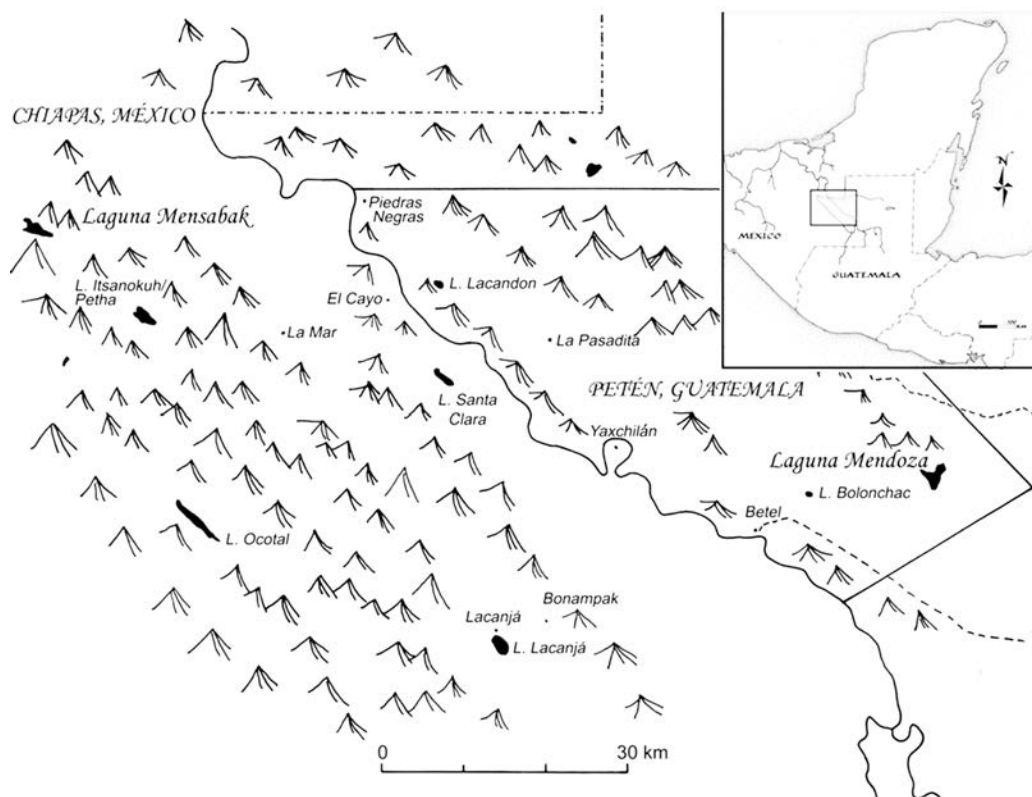 CHIAPAS, MÉXICO
Piedras
Negras
Laguna Mensabak
L. Itsanokuh/
Petha
L. Lacandon
El Cayo
La Mar
La Pasadita
L. Santa
Clara
PETÉN, GUATEMALA
Yaxchilán
Laguna Mendoza
L. Bolonchac
Betel
L. Ocotal
Bonampak
Lacanjá
L. Lacanjá
0 30 km
N
MEXICO
GUATEMALA